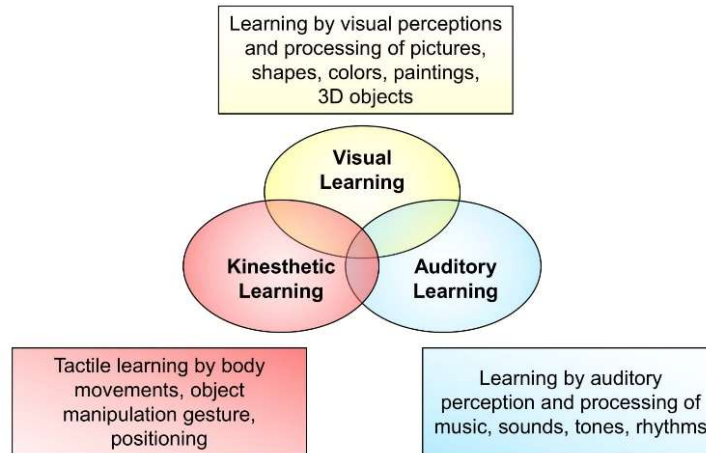 Learning by visual perceptions
and processing of pictures,
shapes, colors, paintings,
3D objects
Visual
Learning
Kinesthetic
Learning
Auditory
Learning
Tactile learning by body
movements, object
manipulation gesture,
positioning
Learning by auditory
perception and processing of
music, sounds, tones, rhythms